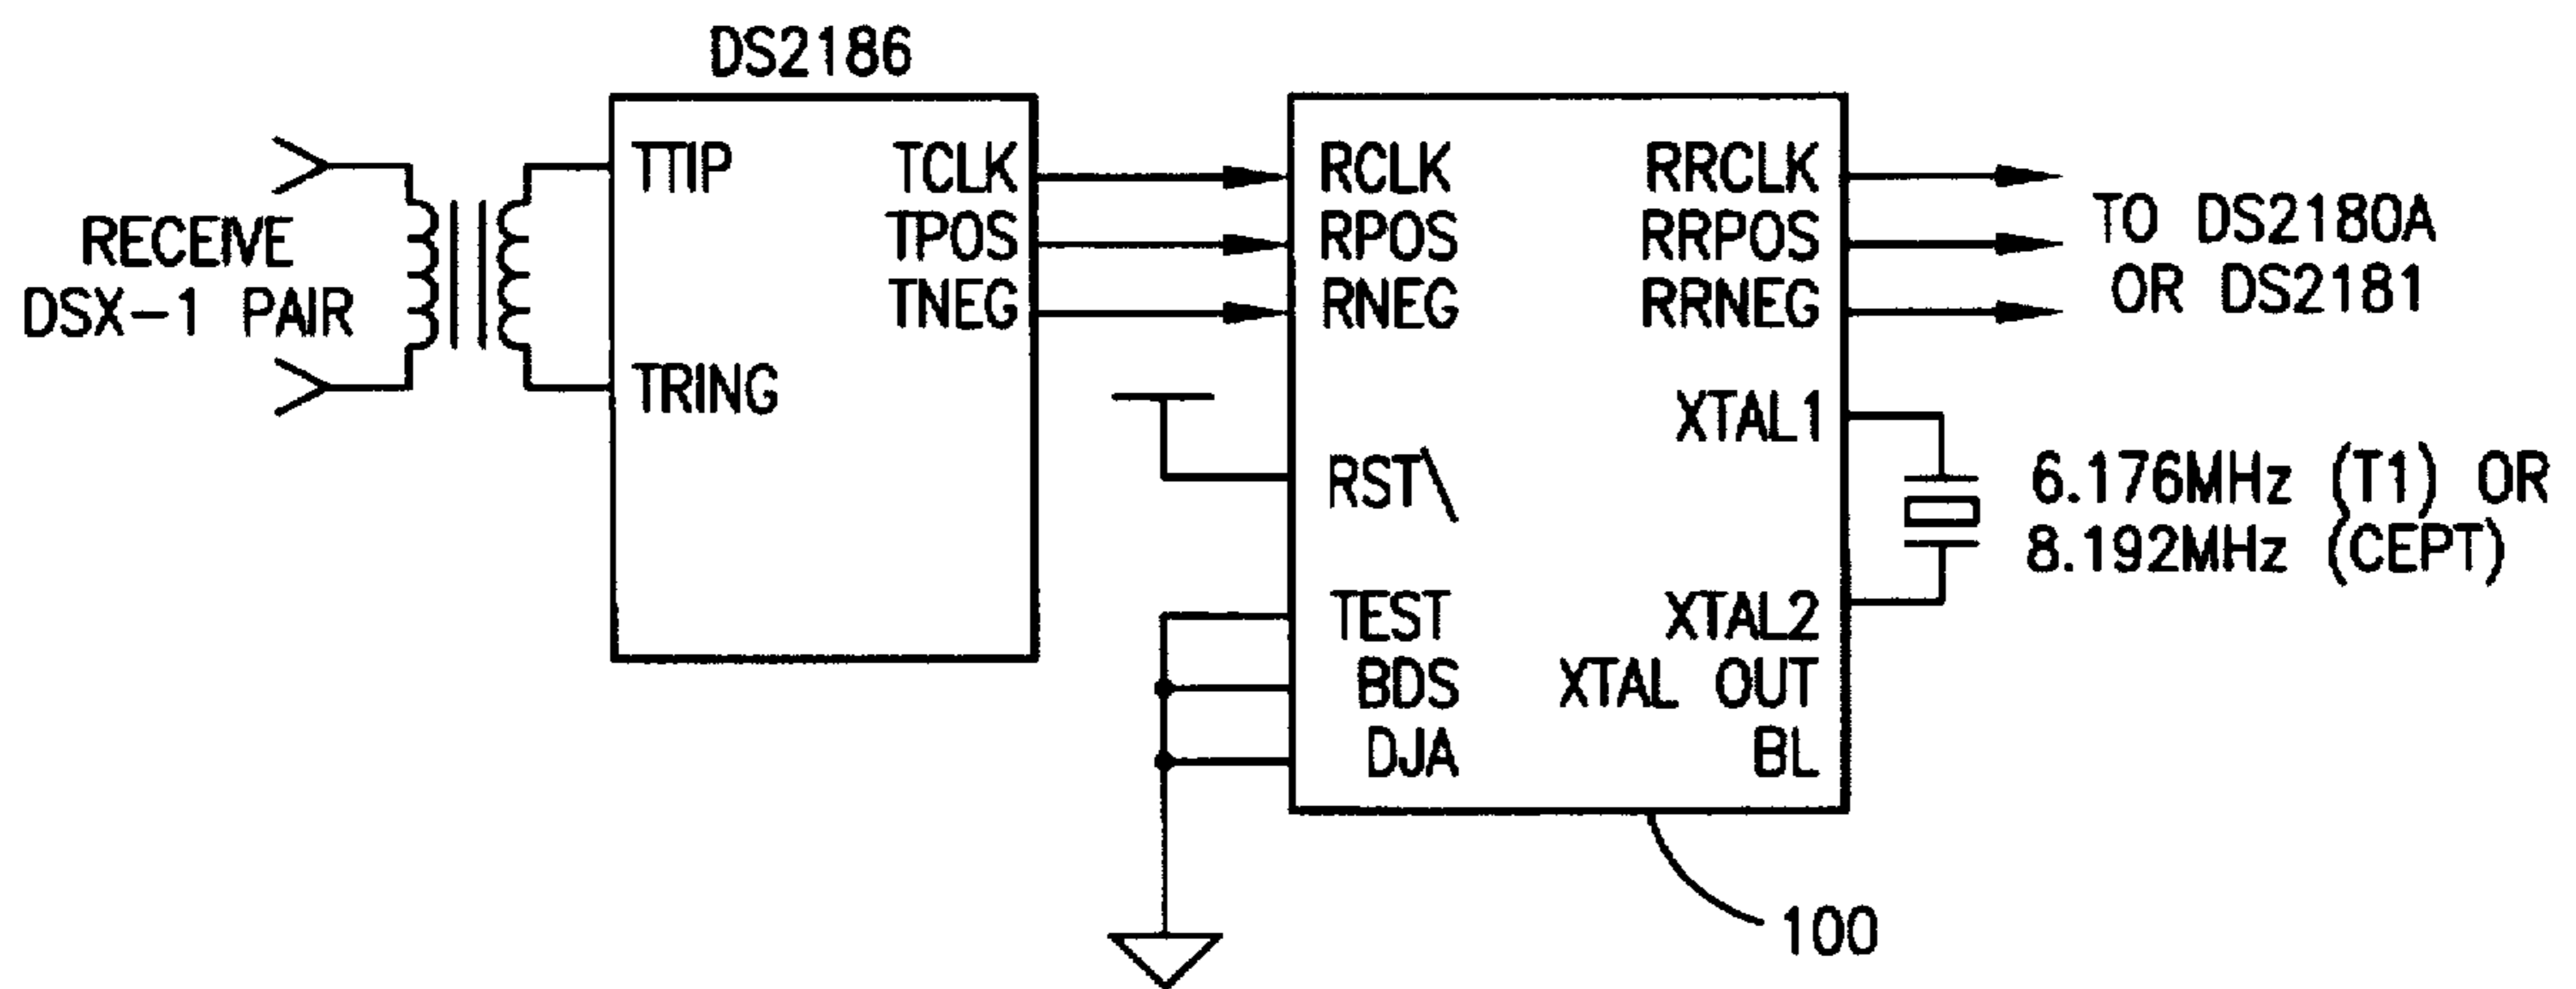 DS2186
RECEIVE
DSX-1 PAIR
TTIP
TRING
TCLK
TPOS
TNEG
RCLK
RPOS
RNEG
RST\
TEST
BDS
DJA
RRCLK
RRPOS
RRNEG
XTAL1
XTAL2
XTAL OUT
BL
TO DS2180A
OR DS2181
6.176MHz (T1) OR
8.192MHz (CEPT)
100